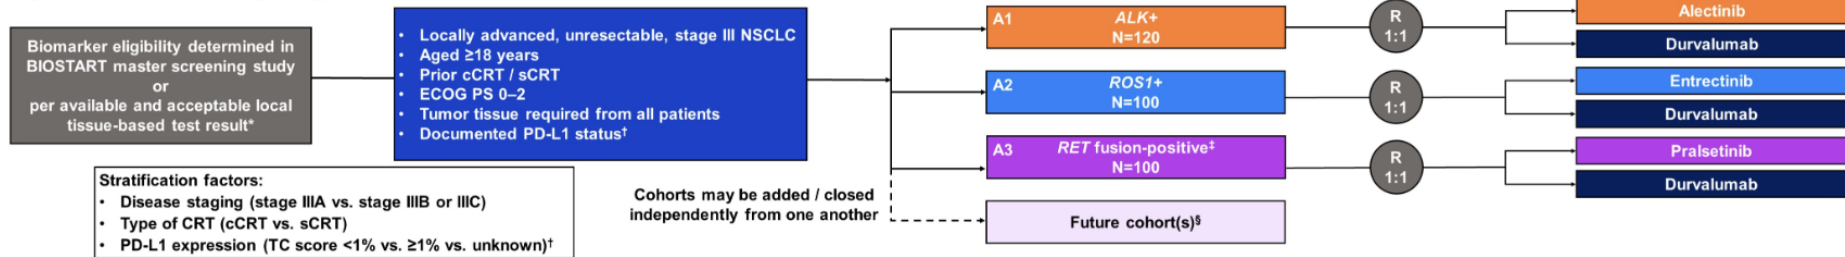 Biomarker eligibility determined in
BIOSTART master screening study
or
per available and acceptable local
tissue-based test result*
• Locally advanced, unresectable, stage III NSCLC
• Aged ≥18 years
• Prior cCRT / sCRT
• ECOG PS 0–2
• Tumor tissue required from all patients
• Documented PD-L1 status†
Stratification factors:
• Disease staging (stage IIIA vs. stage IIIB or IIIC)
• Type of CRT (cCRT vs. sCRT)
• PD-L1 expression (TC score <1% vs. ≥1% vs. unknown)†
Cohorts may be added / closed
independently from one another
A1 ALK+
N=120
R
1:1
Alectinib
Durvalumab
A2 ROS1+
N=100
R
1:1
Entrectinib
Durvalumab
A3 RET fusion-positive‡
N=100
R
1:1
Pralsetinib
Durvalumab
Future cohort(s)§